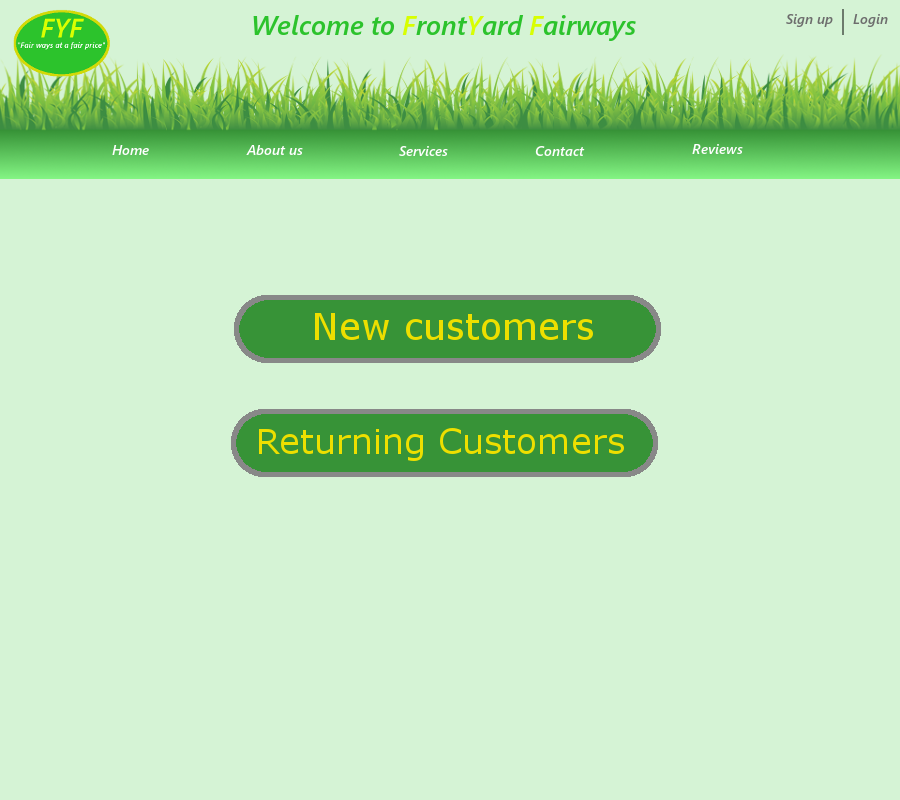 FYF
"Fair ways at a fair price"
Welcome to FrontYard Fairways
Sign up
Login
Home
About us
Services
Contact
Reviews
New customers
Returning Customers